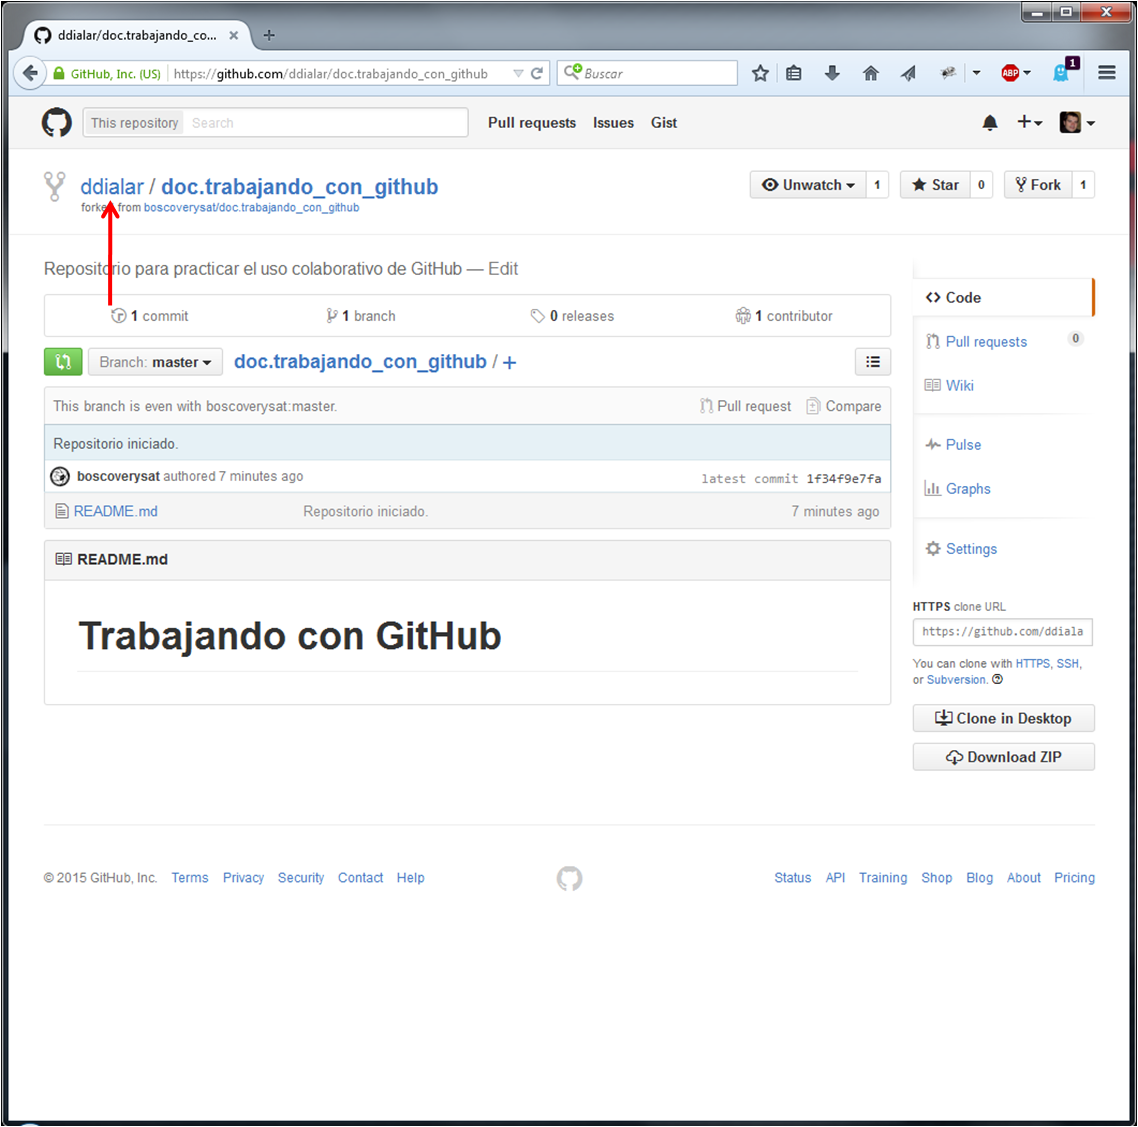 ddialar/doc.trabajando_co...
GitHub, Inc. (US) https://github.com/ddialar/doc.trabajando_con_github Buscar ABP 1
This repository Search Pull requests Issues Gist
ddialar / doc.trabajando_con_github Unwatch 1 Star 0 Fork 1
forked from boscoverysat/doc.trabajando_con_github
Repositorio para practicar el uso colaborativo de GitHub — Edit
1 commit 1 branch 0 releases 1 contributor
Branch: master doc.trabajando_con_github / +
This branch is even with boscoverysat:master. Pull request Compare
Repositorio iniciado.
boscoverysat authored 7 minutes ago latest commit 1f34f9e7fa
README.md Repositorio iniciado. 7 minutes ago
README.md
Trabajando con GitHub
Code
Pull requests 0
Wiki
Pulse
Graphs
Settings
HTTPS clone URL
https://github.com/ddiala
You can clone with HTTPS, SSH,
or Subversion.
Clone in Desktop
Download ZIP
© 2015 GitHub, Inc. Terms Privacy Security Contact Help Status API Training Shop Blog About Pricing